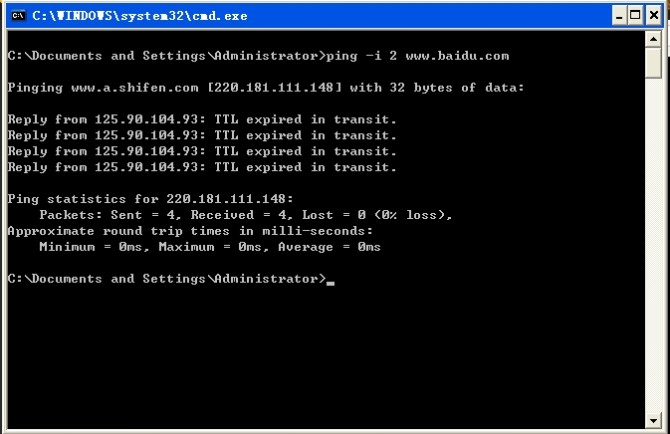 C:\WINDOWS\system32\cmd.exe
C:\Documents and Settings\Administrator>ping -i 2 www.baidu.com
Pinging www.a.shifen.com [220.181.111.148] with 32 bytes of data:
Reply from 125.90.104.93: TTL expired in transit.
Reply from 125.90.104.93: TTL expired in transit.
Reply from 125.90.104.93: TTL expired in transit.
Reply from 125.90.104.93: TTL expired in transit.
Ping statistics for 220.181.111.148:
    Packets: Sent = 4, Received = 4, Lost = 0 (0% loss),
Approximate round trip times in milli-seconds:
    Minimum = 0ms, Maximum = 0ms, Average = 0ms
C:\Documents and Settings\Administrator>_